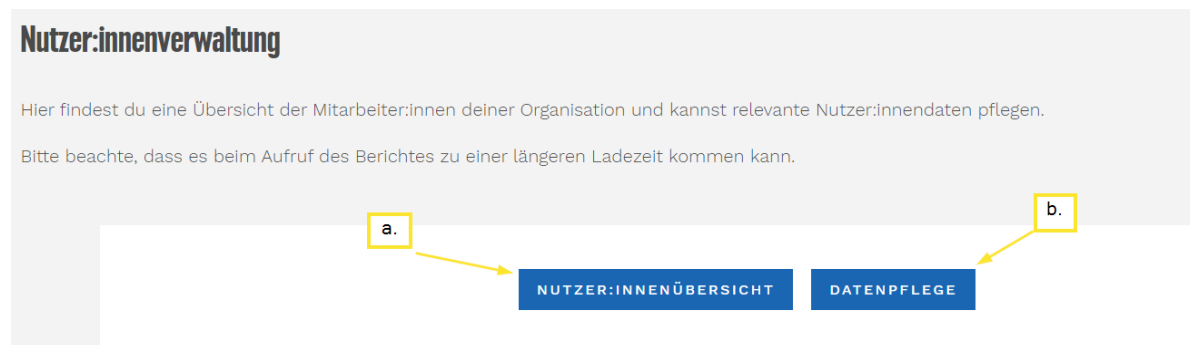 Nutzer:innenverwaltung
Hier findest du eine Übersicht der Mitarbeiter:innen deiner Organisation und kannst relevante Nutzer:innendaten pflegen.
Bitte beachte, dass es beim Aufruf des Berichtes zu einer längeren Ladezeit kommen kann.
a.
b.
NUTZER:INNENÜBERSICHT DATENPFLEGE